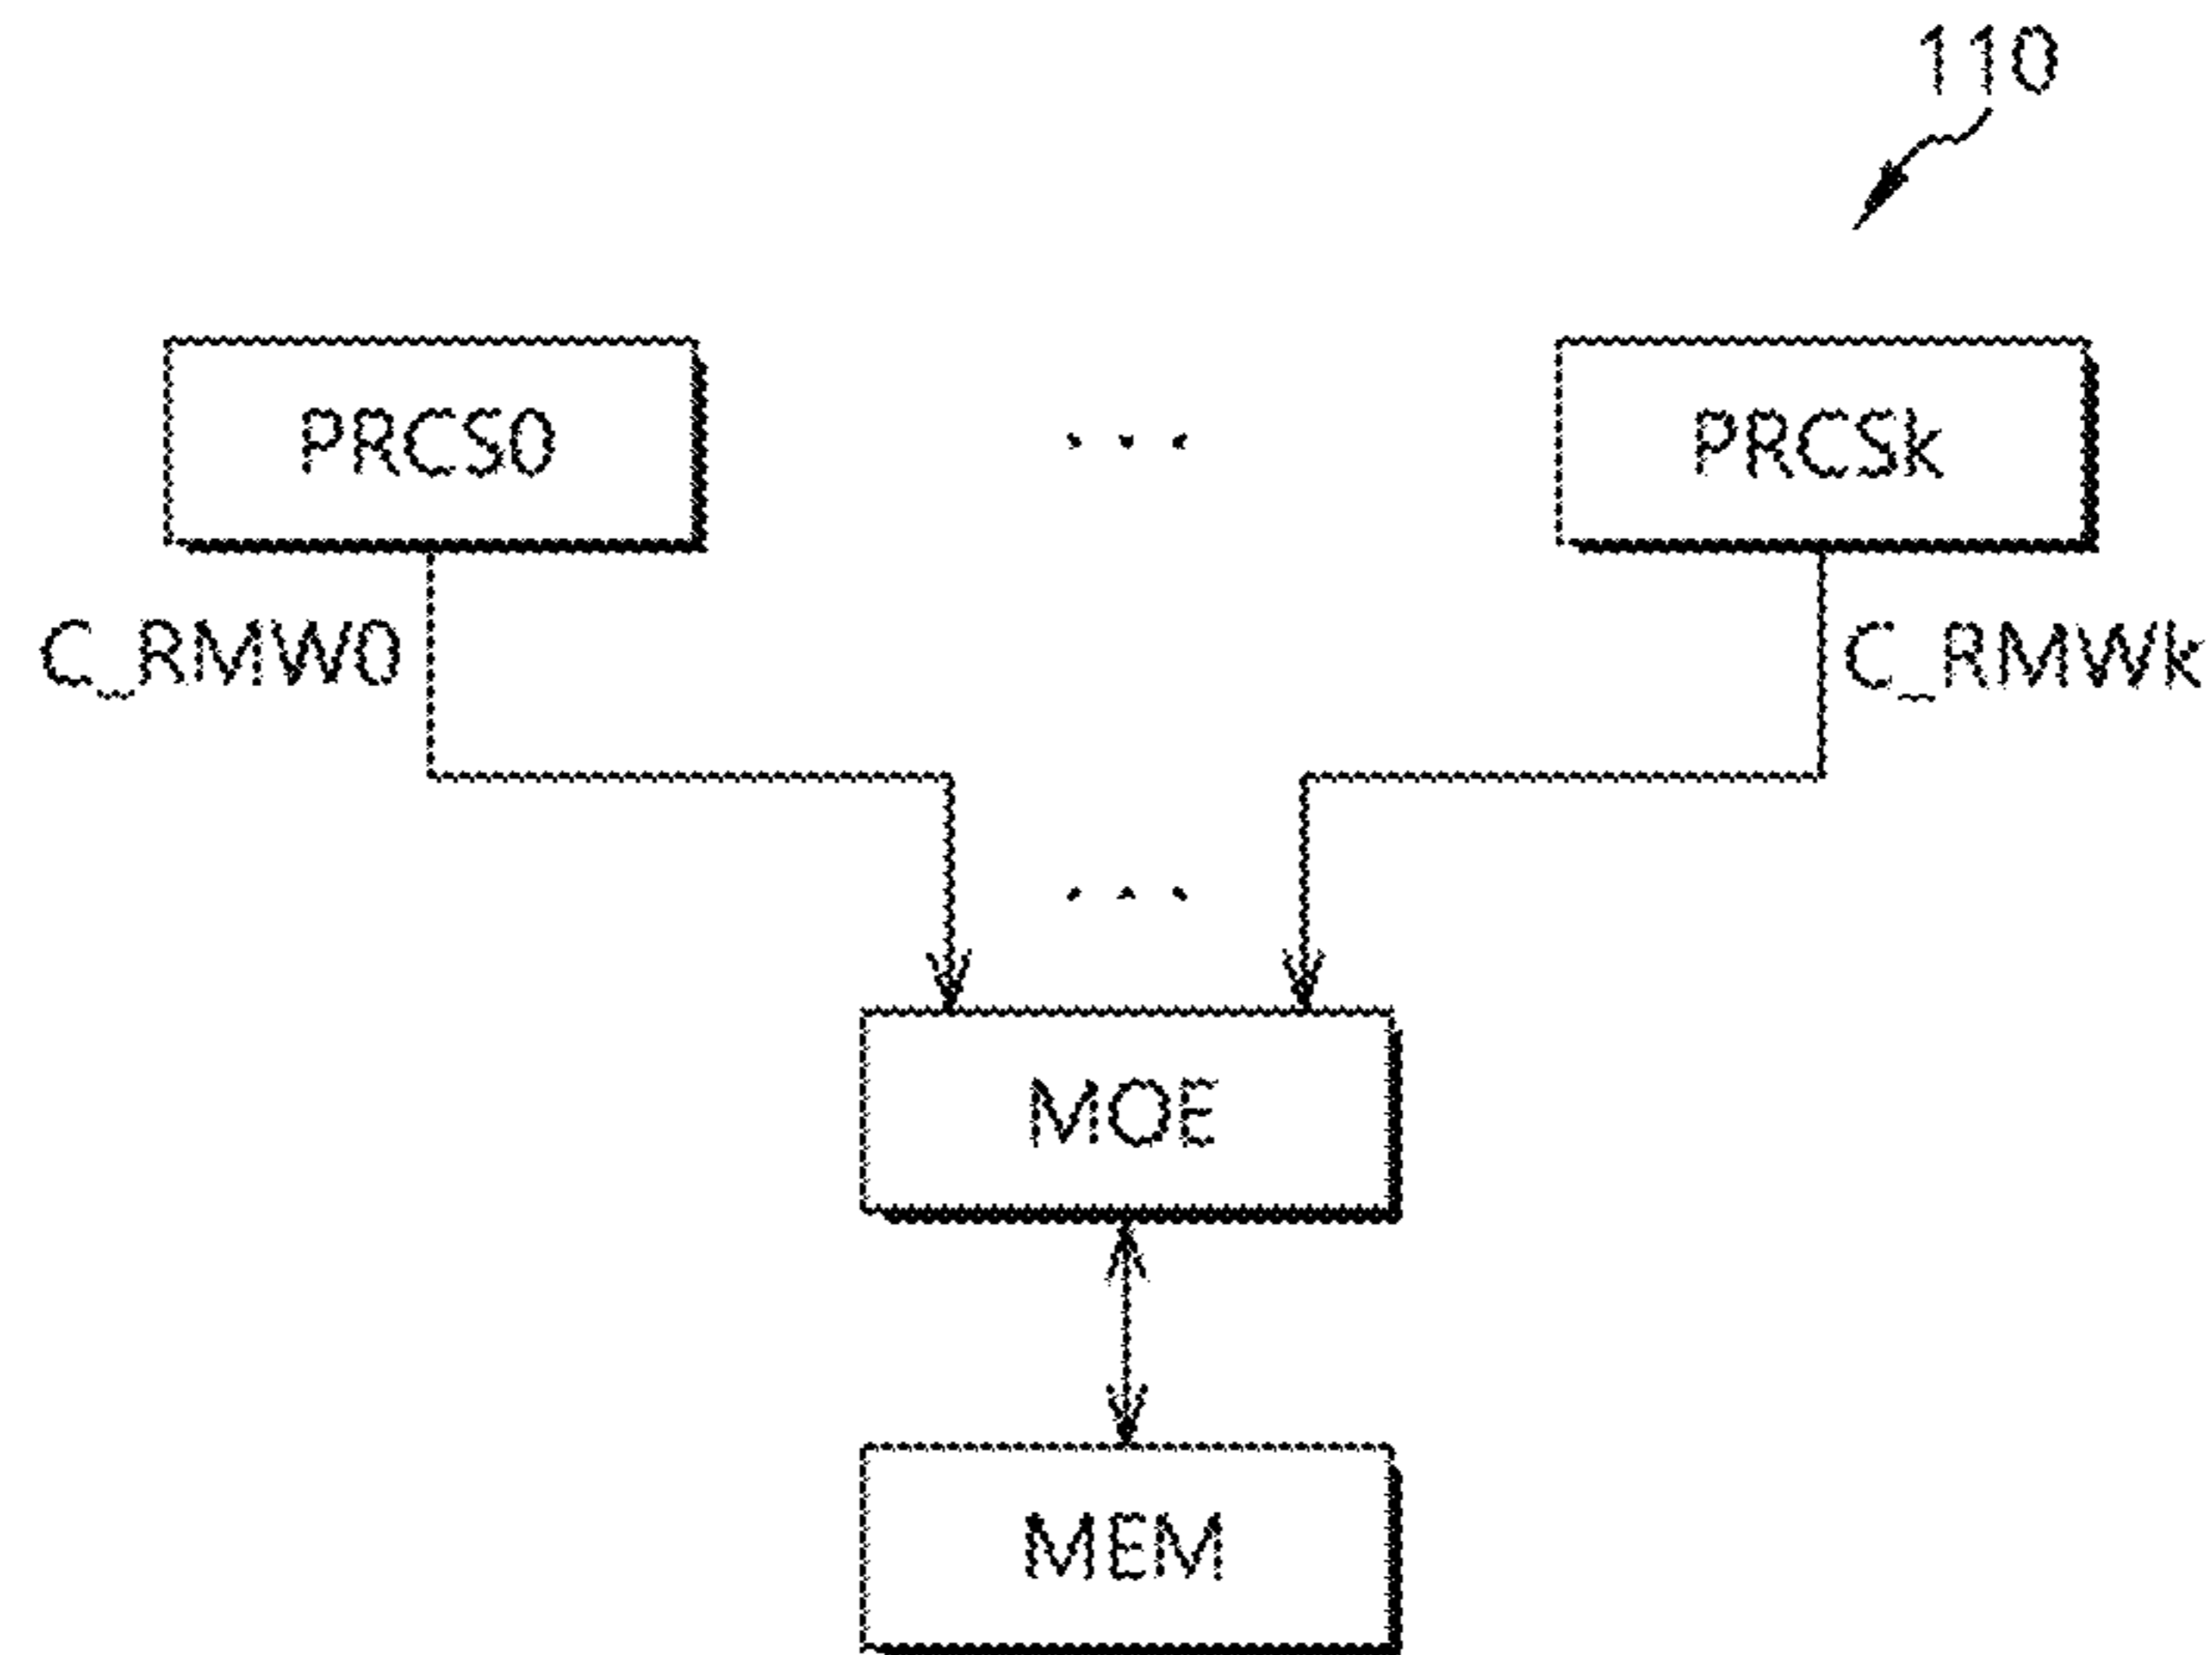 110
PRCS0
. . .
PRCSk
C_RMW0
C_RMWk
. . .
MOE
MEM